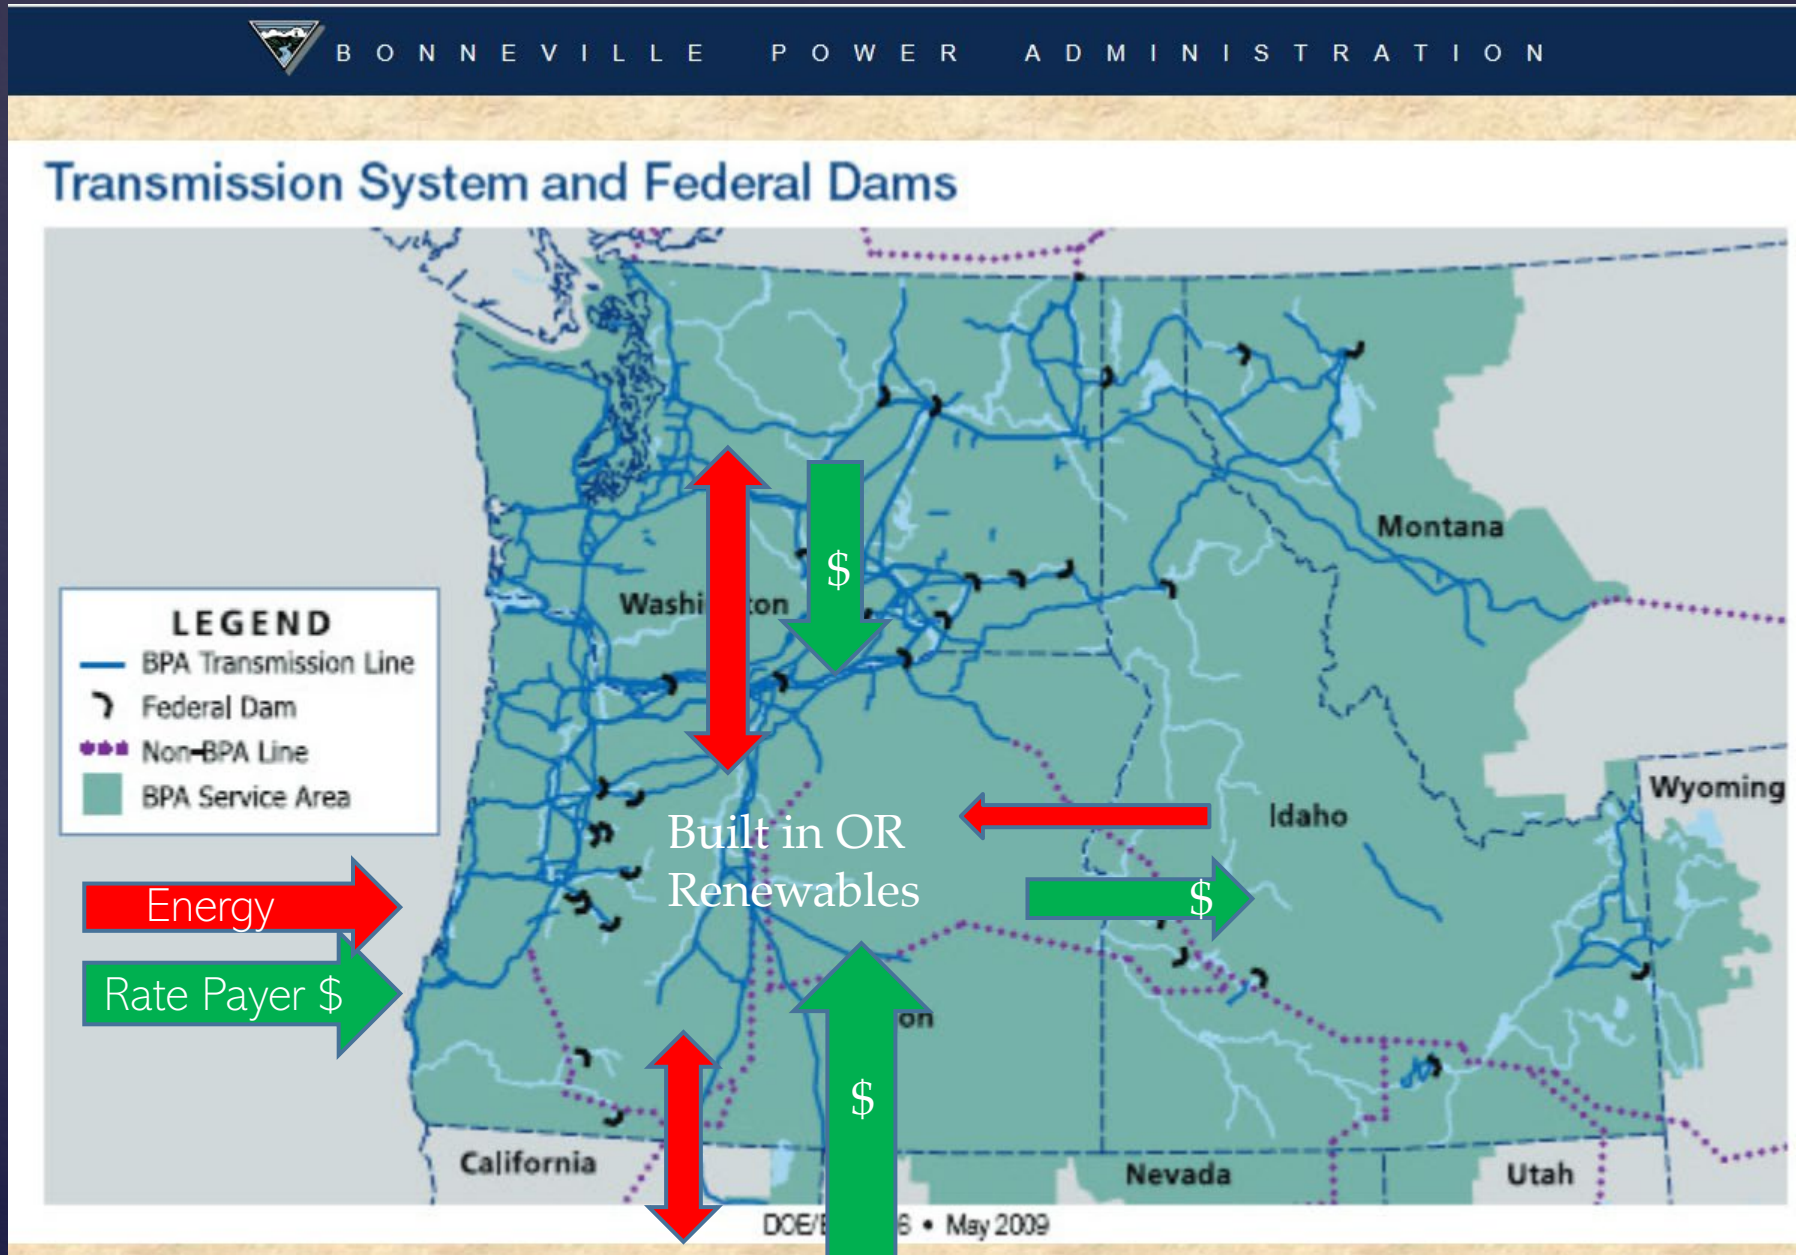 BONNEVILLE POWER ADMINISTRATION
Transmission System and Federal Dams
Montana
Washi ton
LEGEND
BPA Transmission Line
Federal Dam
Non-BPA Line
BPA Service Area
$
Wyoming
Idaho
Built in OR
Renewables
$
Energy
Rate Payer $
on
$
California
Nevada
Utah
DOE/ 6 • May 2009